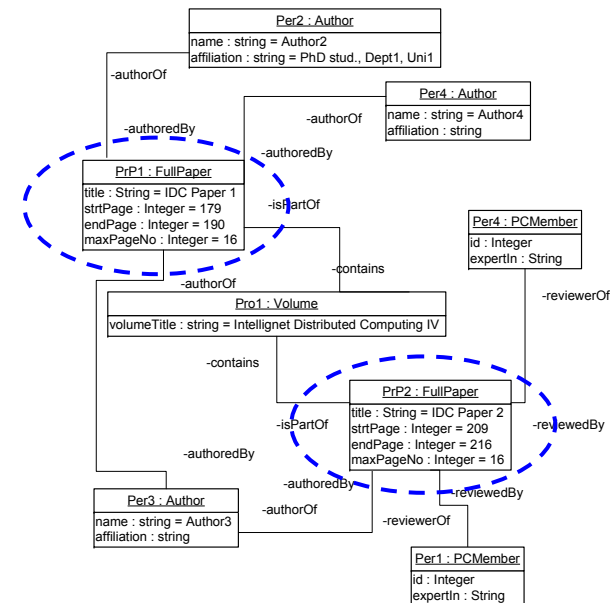 Per2 : Author
name : string = Author2
affiliation : string = PhD stud., Dept1, Uni1
-authorOf
Per4 : Author
name : string = Author4
affiliation : string
-authorOf
-authoredBy
-authoredBy
PrP1 : FullPaper
title : String = IDC Paper 1
strtPage : Integer = 179
endPage : Integer = 190
maxPageNo : Integer = 16
-isPartOf
Per4 : PCMember
id : Integer
expertIn : String
-contains
-authorOf
-reviewerOf
Pro1 : Volume
volumeTitle : string = Intellignet Distributed Computing IV
-contains
PrP2 : FullPaper
title : String = IDC Paper 2
strtPage : Integer = 209
endPage : Integer = 216
maxPageNo : Integer = 16
-isPartOf
-reviewedBy
-authoredBy
-authoredBy
-reviewedBy
Per3 : Author
name : string = Author3
affiliation : string
-authorOf
-reviewerOf
Per1 : PCMember
id : Integer
expertIn : String